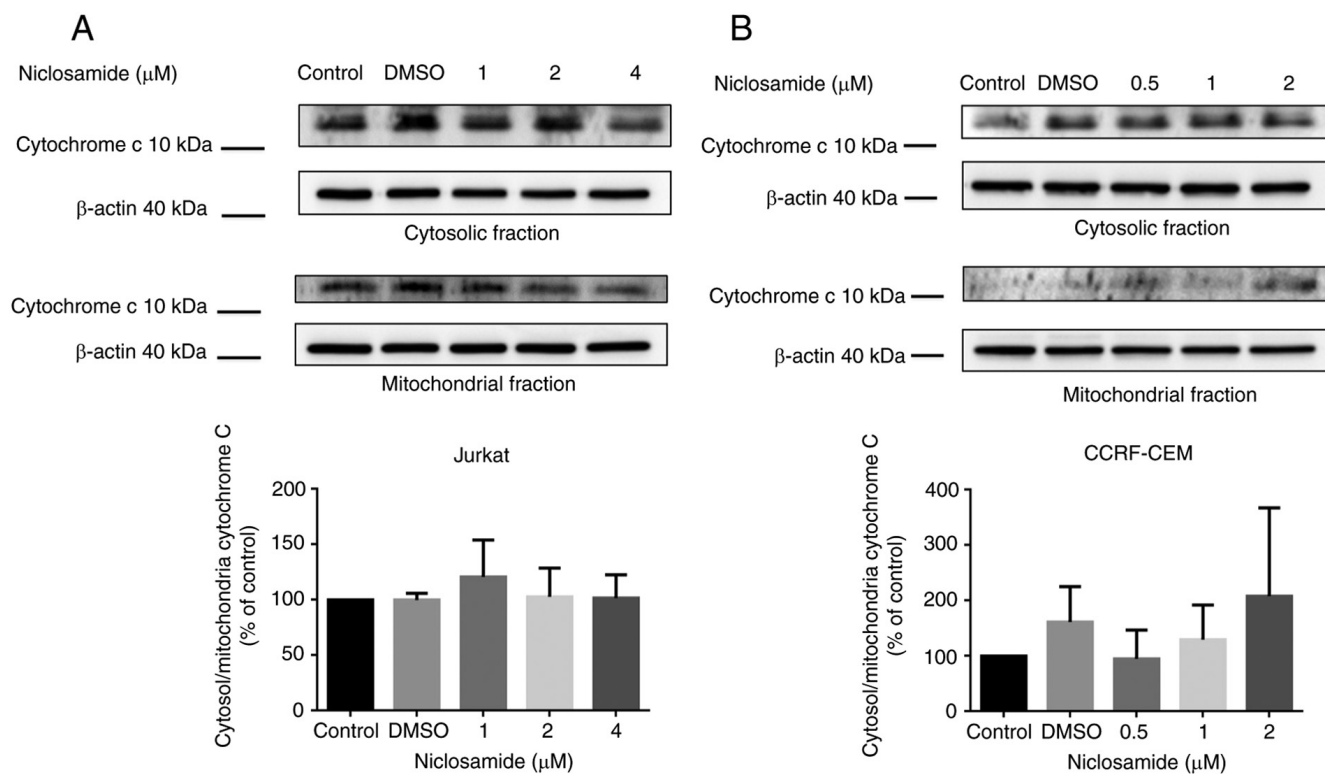 A
Niclosamide (μM) Control DMSO 1 2 4
Cytochrome c 10 kDa
β-actin 40 kDa
Cytosolic fraction
Cytochrome c 10 kDa
β-actin 40 kDa
Mitochondrial fraction
Jurkat
Cytosol/mitochondria cytochrome C
(% of control)
200
150
100
50
0
Control DMSO 1 2 4
Niclosamide (μM)
B
Niclosamide (μM) Control DMSO 0.5 1 2
Cytochrome c 10 kDa
β-actin 40 kDa
Cytosolic fraction
Cytochrome c 10 kDa
β-actin 40 kDa
Mitochondrial fraction
CCRF-CEM
Cytosol/mitochondria cytochrome C
(% of control)
400
300
200
100
0
Control DMSO 0.5 1 2
Niclosamide (μM)